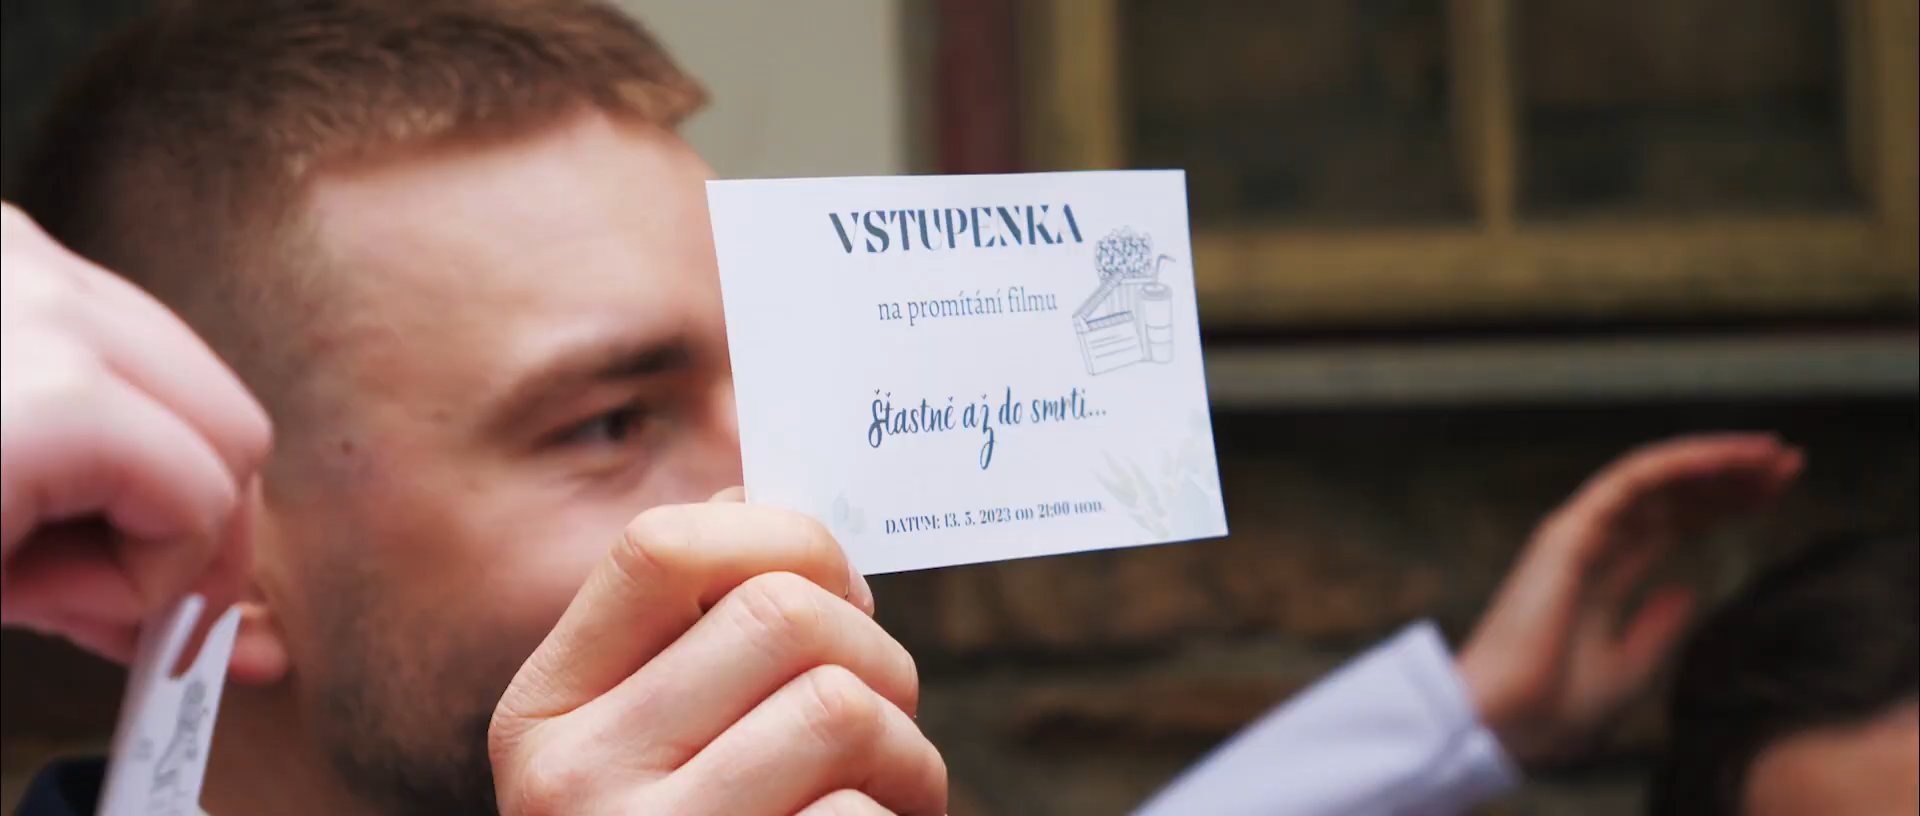 VSTUPENKA
na promítání filmu
Šťastně až do smrti...
DATUM: 13. 5. 2023 OD 21:00 HOD.